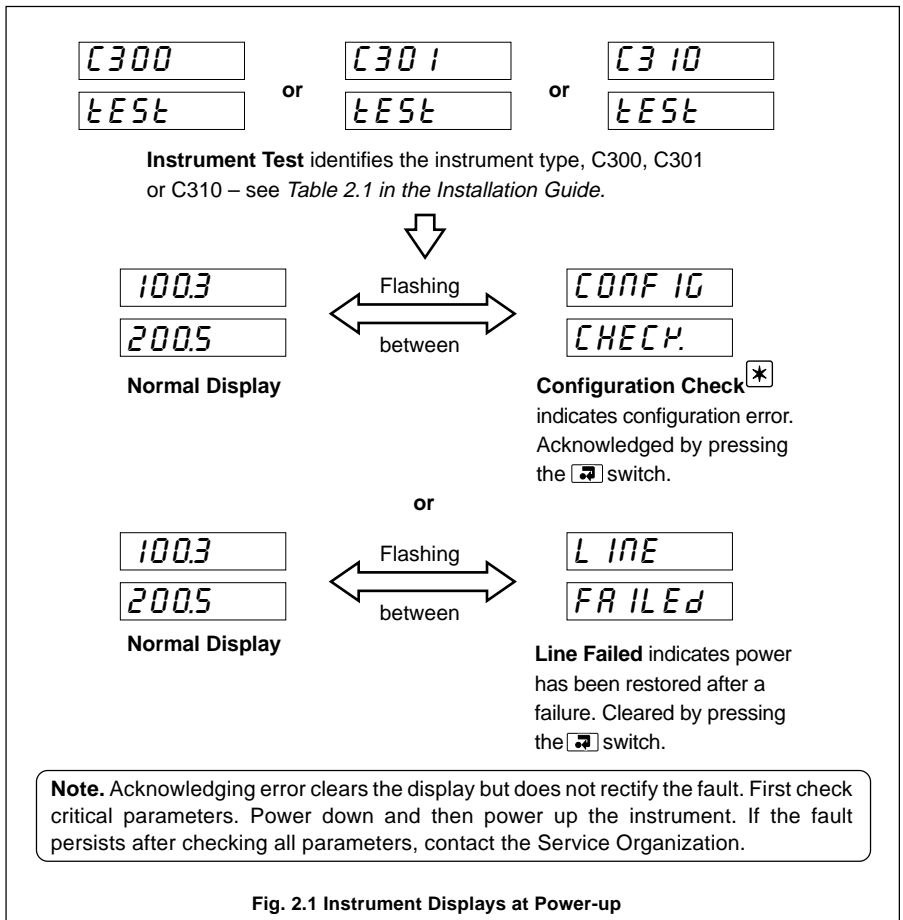 C300 C301 C310
or or
tESt tESt tESt
Instrument Test identifies the instrument type, C300, C301
or C310 – see Table 2.1 in the Installation Guide.
100.3 Flashing CONFIG
200.5 between CHECK.
Normal Display Configuration Check*
indicates configuration error.
Acknowledged by pressing
the switch.
or
100.3 Flashing LINE
200.5 between FAILEd
Normal Display
Line Failed indicates power
has been restored after a
failure. Cleared by pressing
the switch.
Note. Acknowledging error clears the display but does not rectify the fault. First check
critical parameters. Power down and then power up the instrument. If the fault
persists after checking all parameters, contact the Service Organization.
Fig. 2.1 Instrument Displays at Power-up